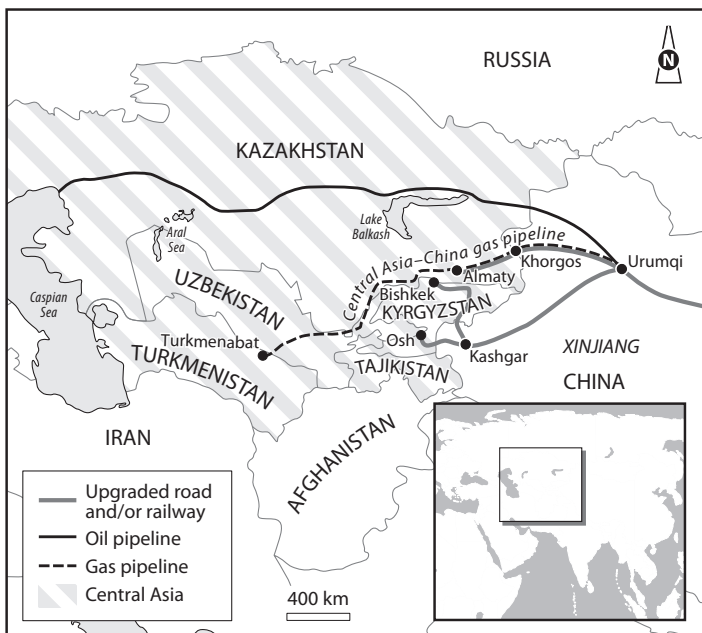 RUSSIA
N
KAZAKHSTAN
Aral
Sea
Lake
Balkash
Central Asia–China gas pipeline
Khorgos
Urumqi
Almaty
Bishkek
KYRGYZSTAN
UZBEKISTAN
Caspian
Sea
Turkmenabat
Osh
Kashgar
XINJIANG
TURKMENISTAN
TAJIKISTAN
CHINA
IRAN
AFGHANISTAN
Upgraded road
and/or railway
Oil pipeline
Gas pipeline
Central Asia
400 km